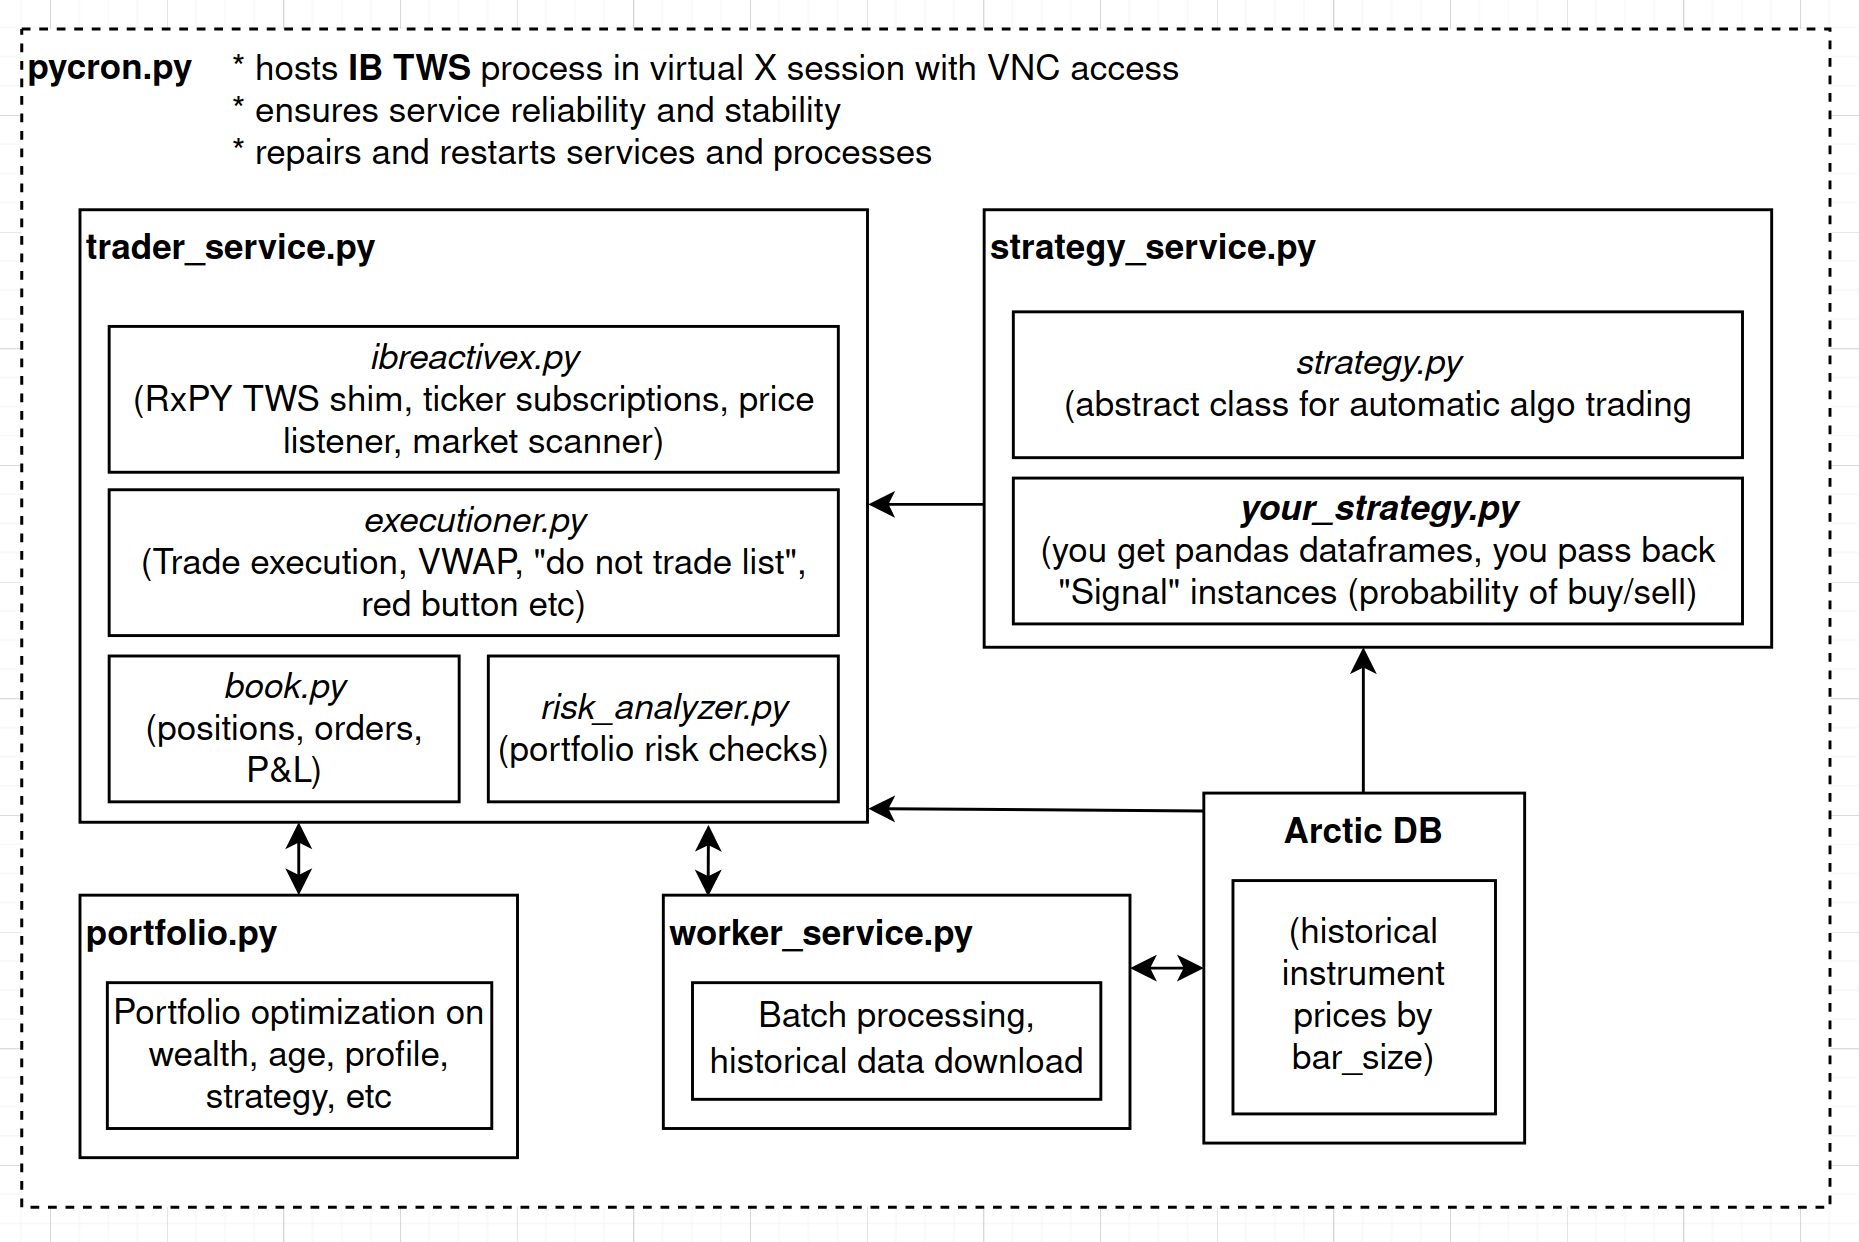 pycron.py
* hosts IB TWS process in virtual X session with VNC access
* ensures service reliability and stability
* repairs and restarts services and processes
trader_service.py
ibreactivex.py
(RxPY TWS shim, ticker subscriptions, price
listener, market scanner)
executioner.py
(Trade execution, VWAP, "do not trade list",
red button etc)
book.py
(positions, orders,
P&L)
risk_analyzer.py
(portfolio risk checks)
strategy_service.py
strategy.py
(abstract class for automatic algo trading
your_strategy.py
(you get pandas dataframes, you pass back
"Signal" instances (probability of buy/sell)
portfolio.py
Portfolio optimization on
wealth, age, profile,
strategy, etc
worker_service.py
Batch processing,
historical data download
Arctic DB
(historical
instrument
prices by
bar_size)